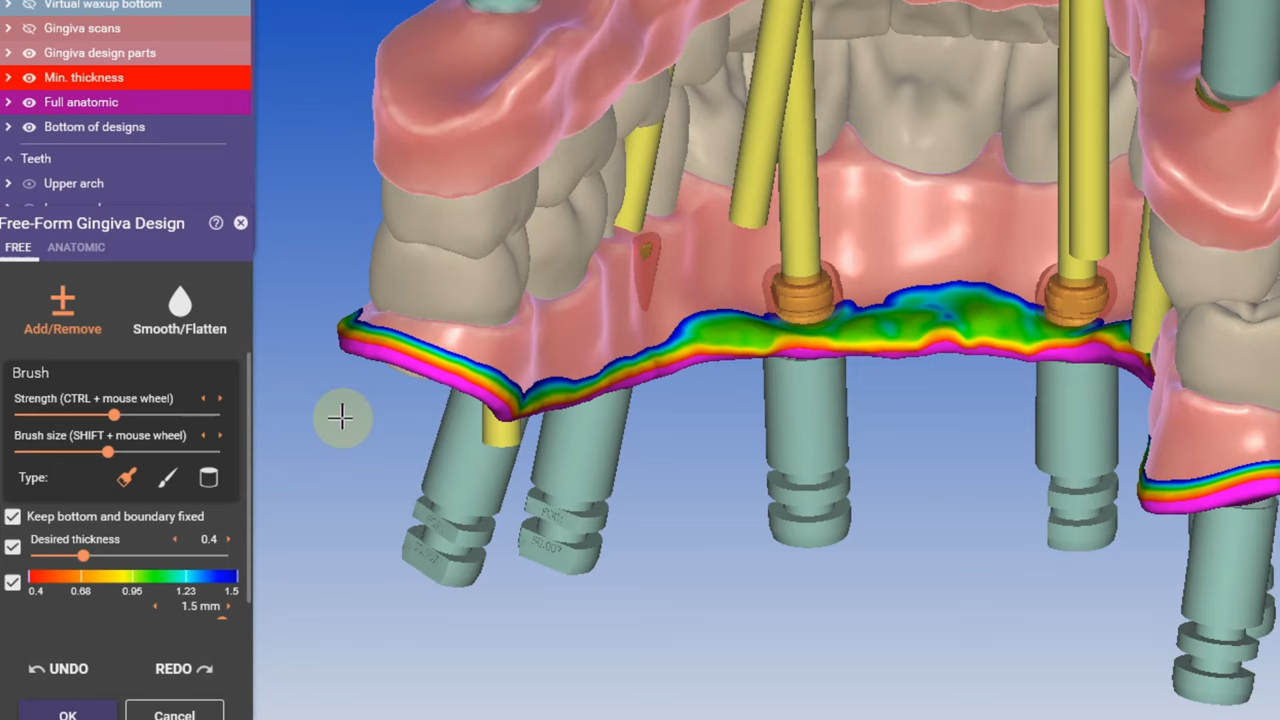 Virtual waxup bottom
Gingiva scans
Gingiva design parts
Min. thickness
Full anatomic
Bottom of designs
Teeth
Upper arch
Free-Form Gingiva Design
FREE ANATOMIC
Add/Remove Smooth/Flatten
Brush
Strength (CTRL + mouse wheel)
Brush size (SHIFT + mouse wheel)
Type:
Keep bottom and boundary fixed
Desired thickness 0.4
0.4 0.68 0.95 1.23 1.5
1.5 mm
UNDO REDO
OK Cancel